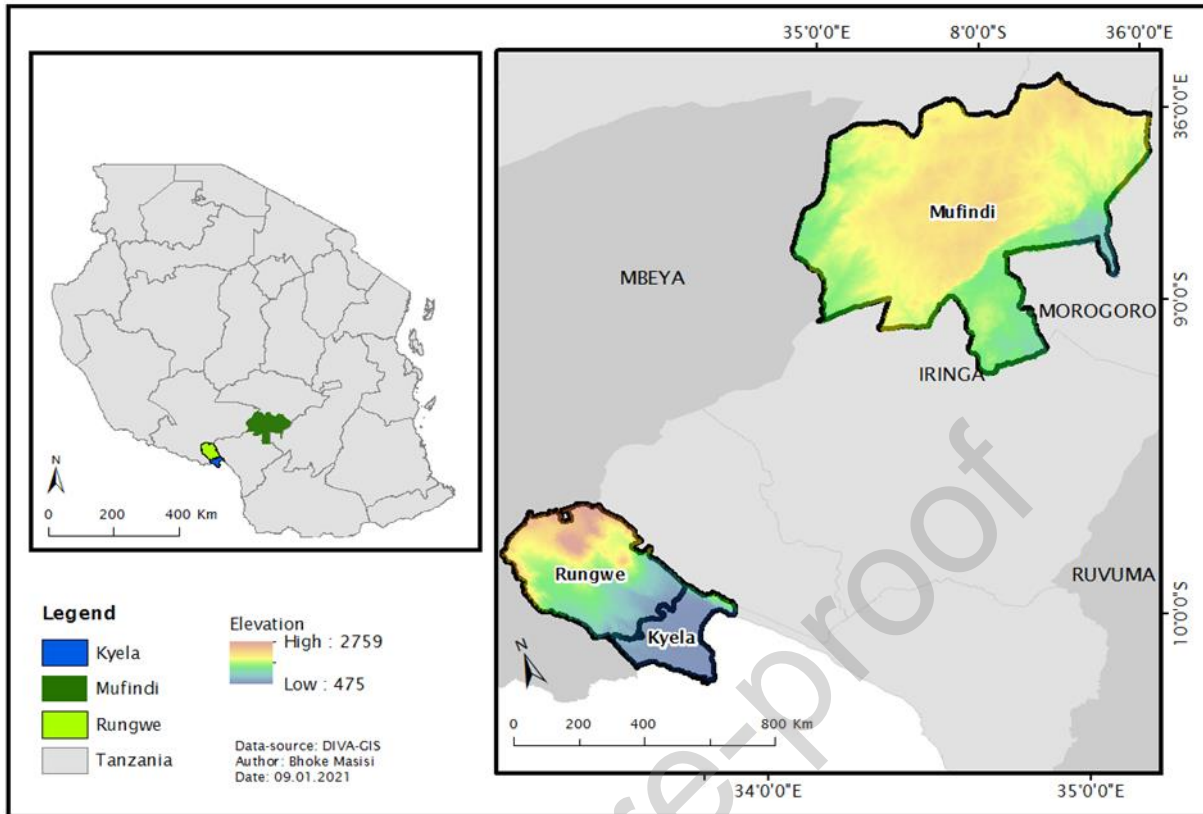 35°0'0"E 8°0'0"S 36°0'0"E
36°0'0"E
Mufindi
MBEYA
9°0'0"S
MOROGORO
IRINGA
N
0 200 400 Km
Rungwe
RUVUMA
10°0'0"S
Kyela
N
0 200 400 600 800 Km
34°0'0"E 35°0'0"E
Legend
Kyela
Mufindi
Rungwe
Tanzania
Elevation
High : 2759
Low : 475
Data-source: DIVA-GIS
Author: Bhoke Masisi
Date: 09.01.2021
re-proof